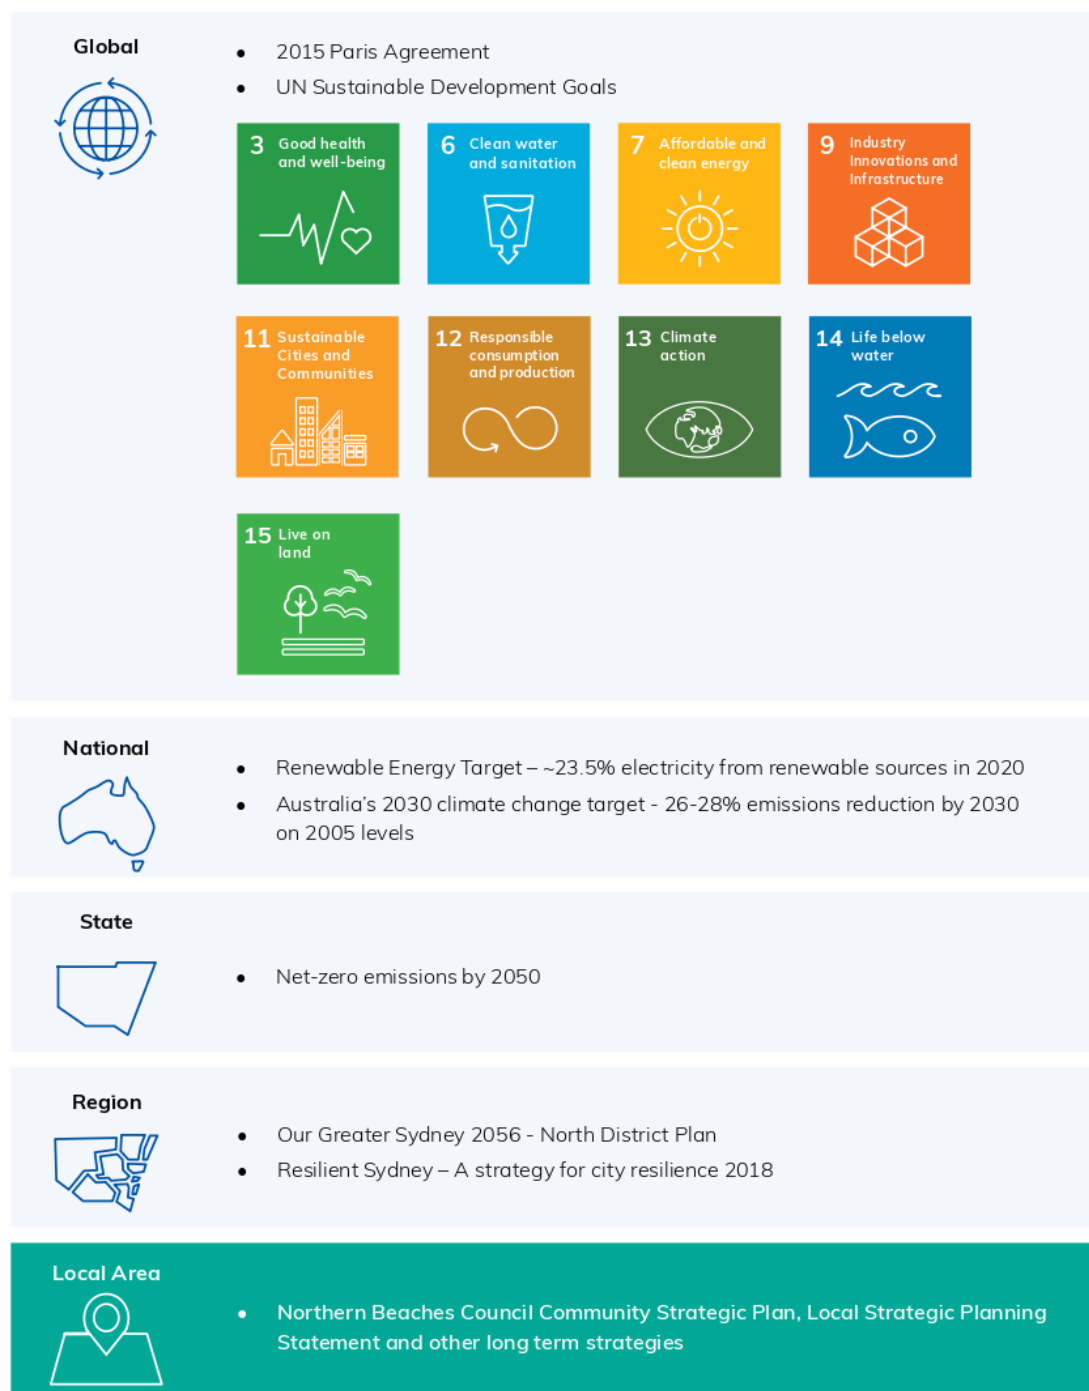 Global
• 2015 Paris Agreement
• UN Sustainable Development Goals
3 Good health
and well-being
6 Clean water
and sanitation
7 Affordable and
clean energy
9 Industry
Innovations and
Infrastructure
11 Sustainable
Cities and
Communities
12 Responsible
consumption
and production
13 Climate
action
14 Life below
water
15 Live on
land
National
• Renewable Energy Target – ~23.5% electricity from renewable sources in 2020
• Australia’s 2030 climate change target - 26-28% emissions reduction by 2030
on 2005 levels
State
• Net-zero emissions by 2050
Region
• Our Greater Sydney 2056 - North District Plan
• Resilient Sydney – A strategy for city resilience 2018
Local Area
• Northern Beaches Council Community Strategic Plan, Local Strategic Planning
Statement and other long term strategies